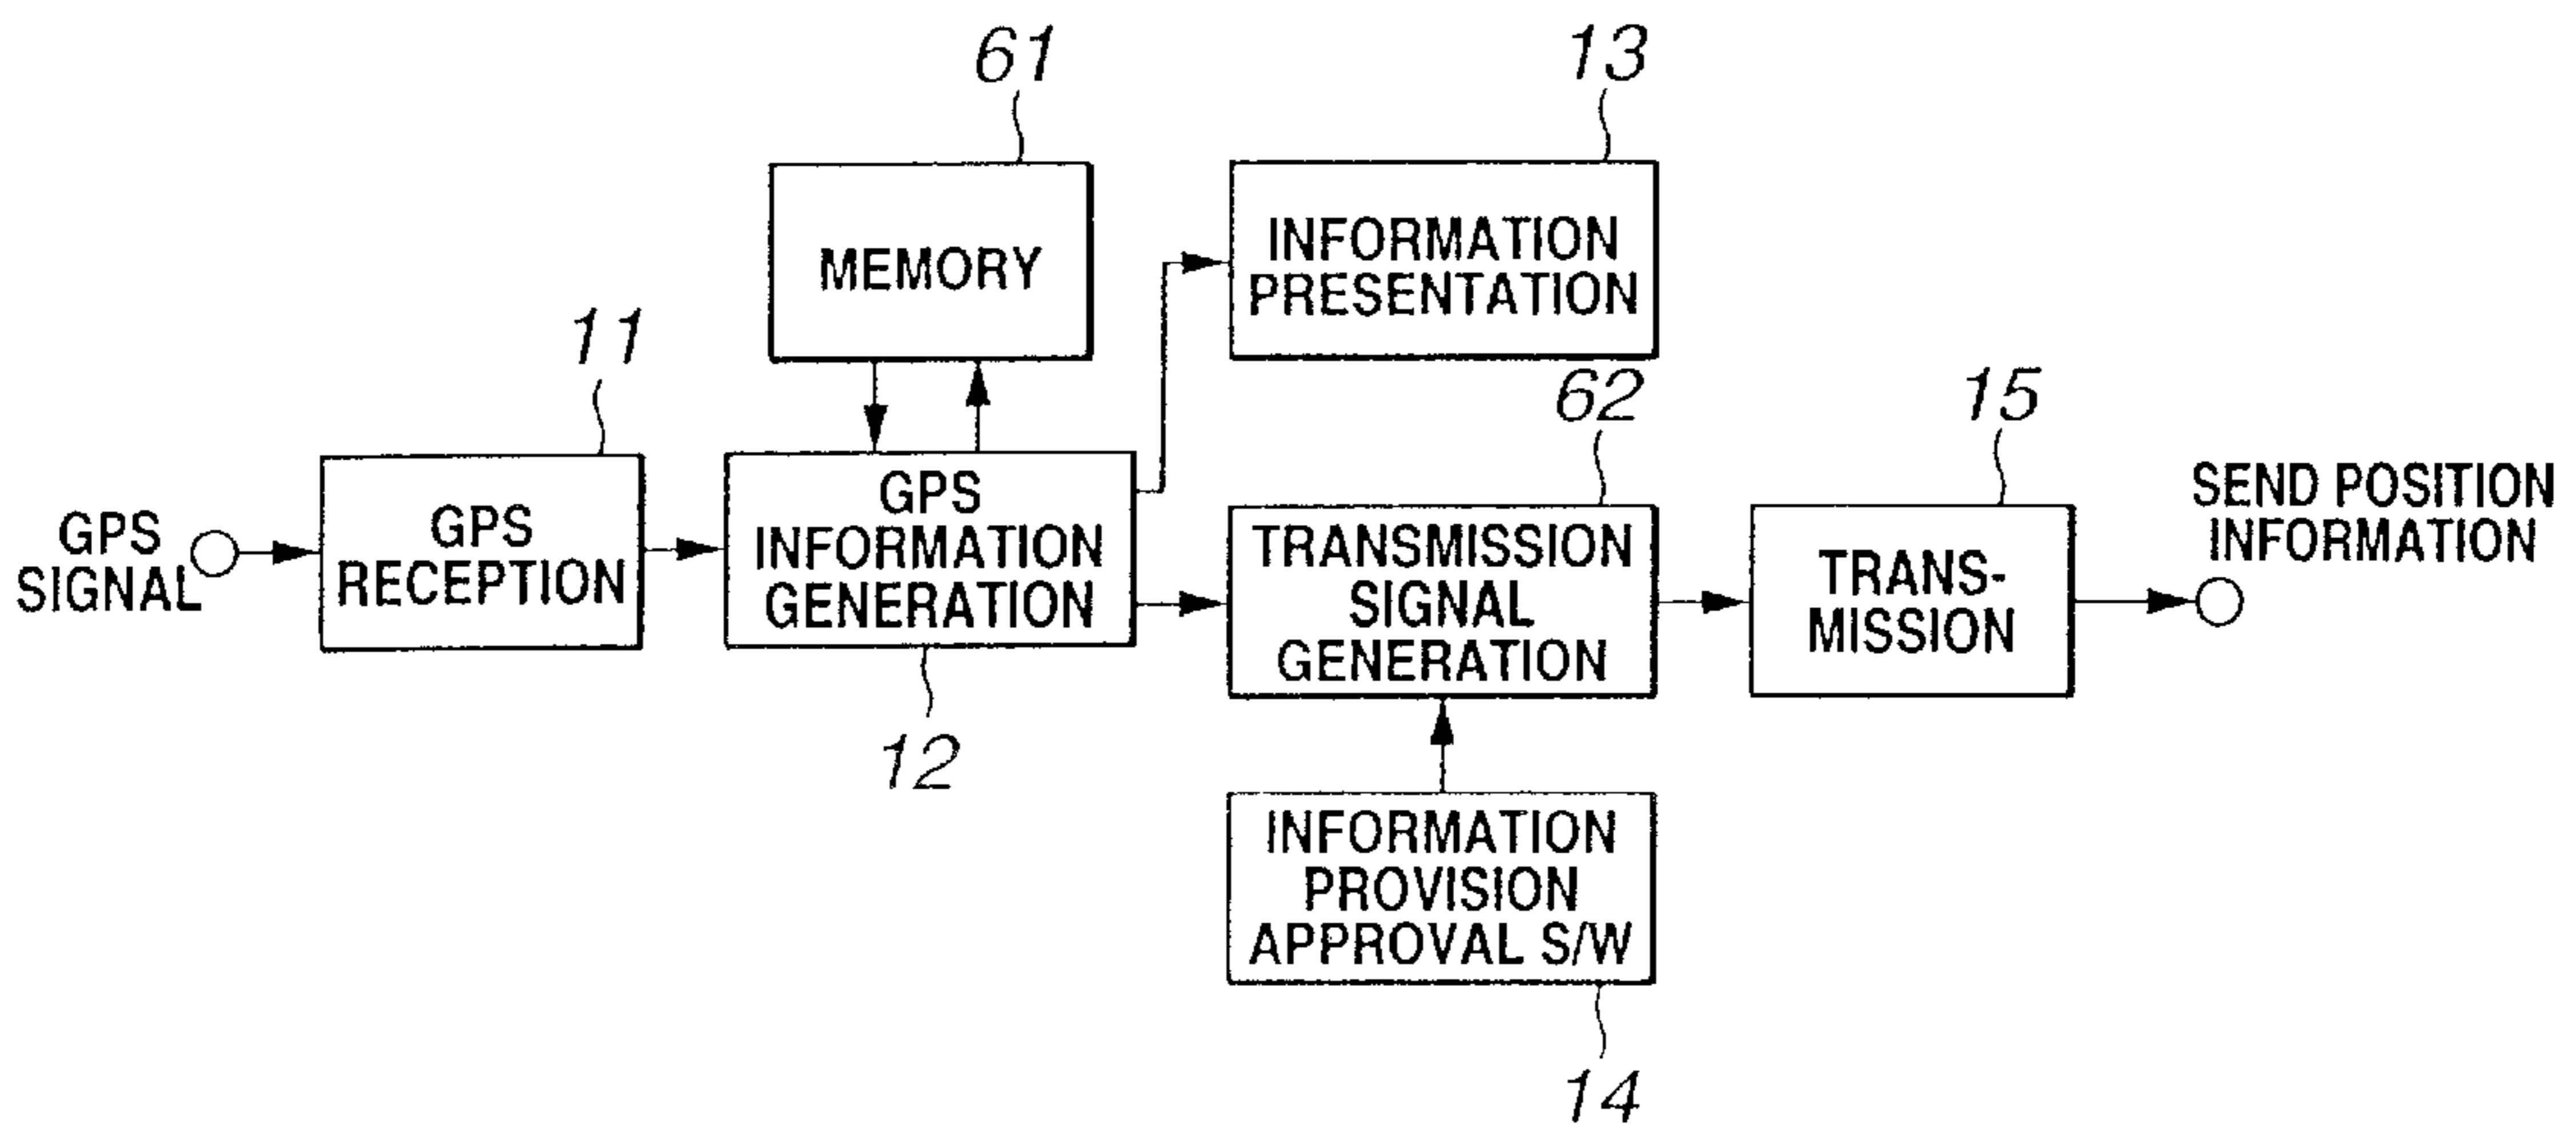 61
13
MEMORY
INFORMATION
PRESENTATION
11
62
15
GPS
SIGNAL
GPS
RECEPTION
GPS
INFORMATION
GENERATION
TRANSMISSION
SIGNAL
GENERATION
TRANS-
MISSION
SEND POSITION
INFORMATION
12
INFORMATION
PROVISION
APPROVAL S/W
14